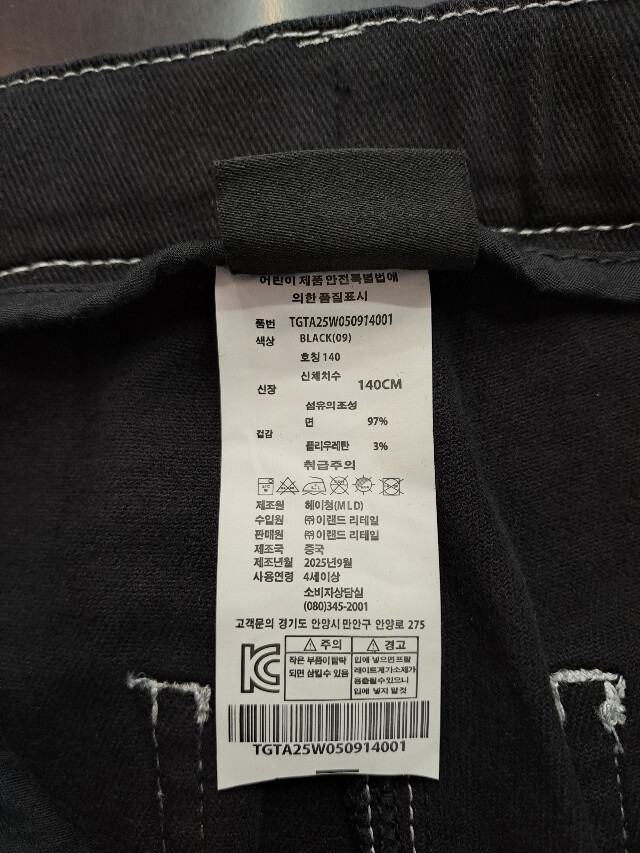 어린이 제품 안전특별법에
의한 품질표시
품번 TGTA25W050914001
색상 BLACK(09)
호칭 140
신체치수
신장 140CM
섬유의조성
면 97%
겉감
폴리우레탄 3%
취급주의
제조원 헤이청(MLD)
수입원 ㈜이랜드 리테일
판매원 ㈜이랜드 리테일
제조국 중국
제조년월 2025년9월
사용연령 4세이상
소비자상담실
(080)345-2001
고객문의 경기도 안양시 만안구 안양로 275
주의
작은 부품이 탈락
되면 삼킬수 있음
경고
입에 넣으면 프탈
레이트계가소제가
용출될수있으니
입에 넣지 말 것
TGTA25W050914001